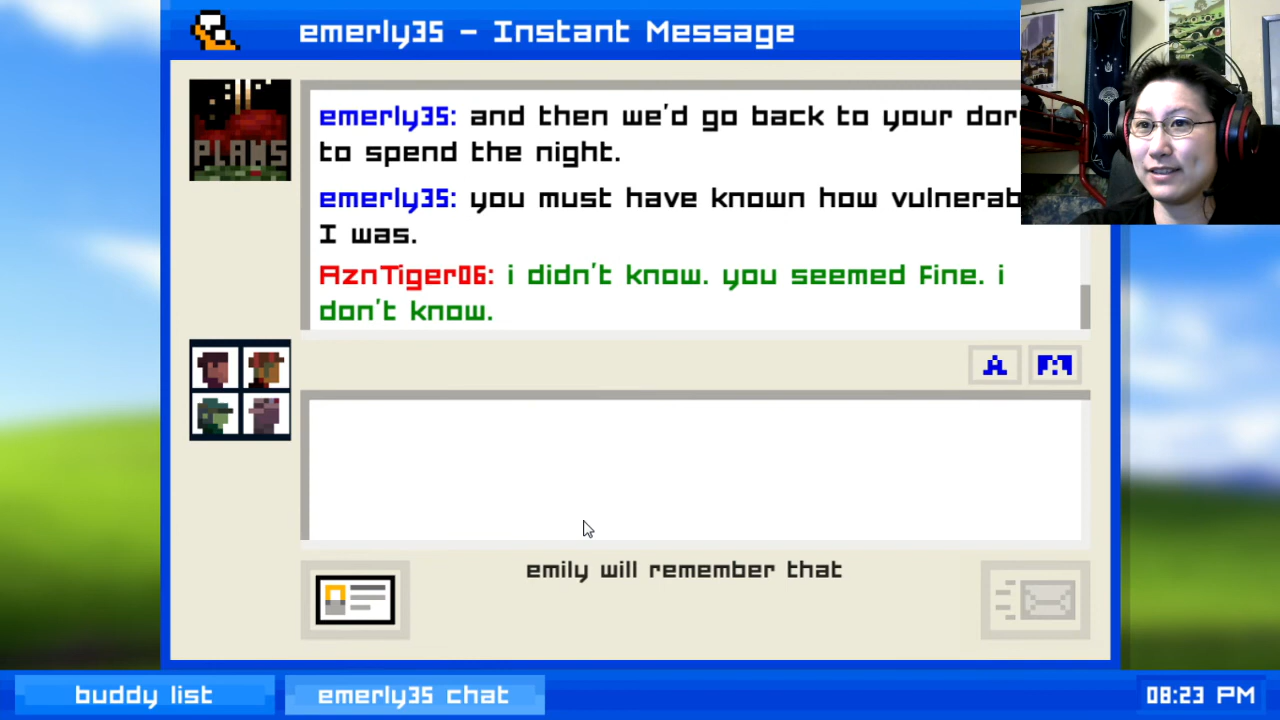 emerly35 - Instant Message
PLANS
emerly35: and then we'd go back to your
to spend the night.
emerly35: you must have known how
I was.
AznTiger06: i didn't know. you seemed fine. i
don't know.
A
emily will remember that
buddy list
emerly35 chat
08:23 PM